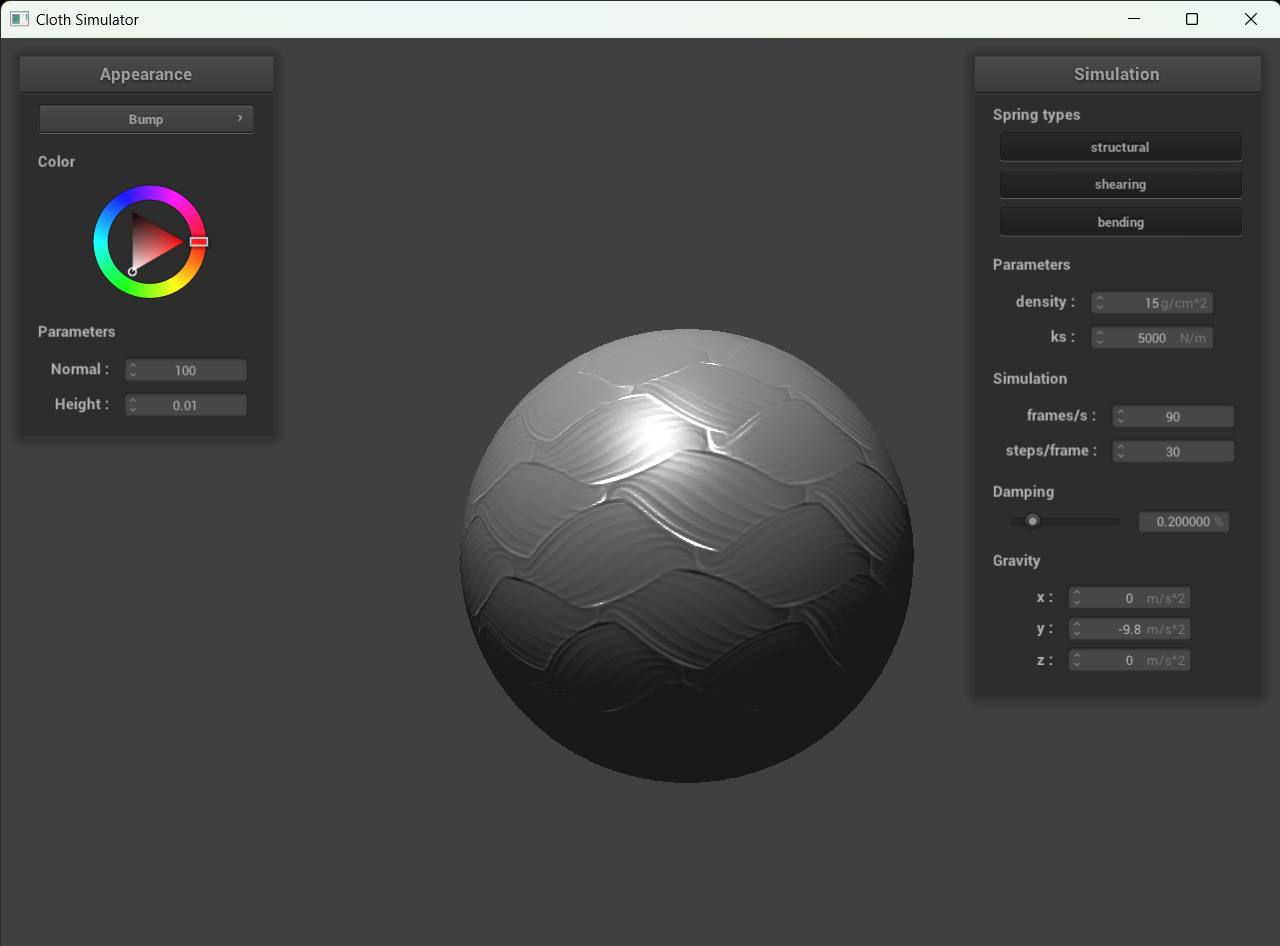 Cloth Simulator
Appearance
Bump
Color
Parameters
Normal : 100
Height : 0.01
Simulation
Spring types
structural
shearing
bending
Parameters
density : 15 g/cm^2
ks : 5000 N/m
Simulation
frames/s : 90
steps/frame : 30
Damping
0.200000 %
Gravity
x : 0 m/s^2
y : -9.8 m/s^2
z : 0 m/s^2